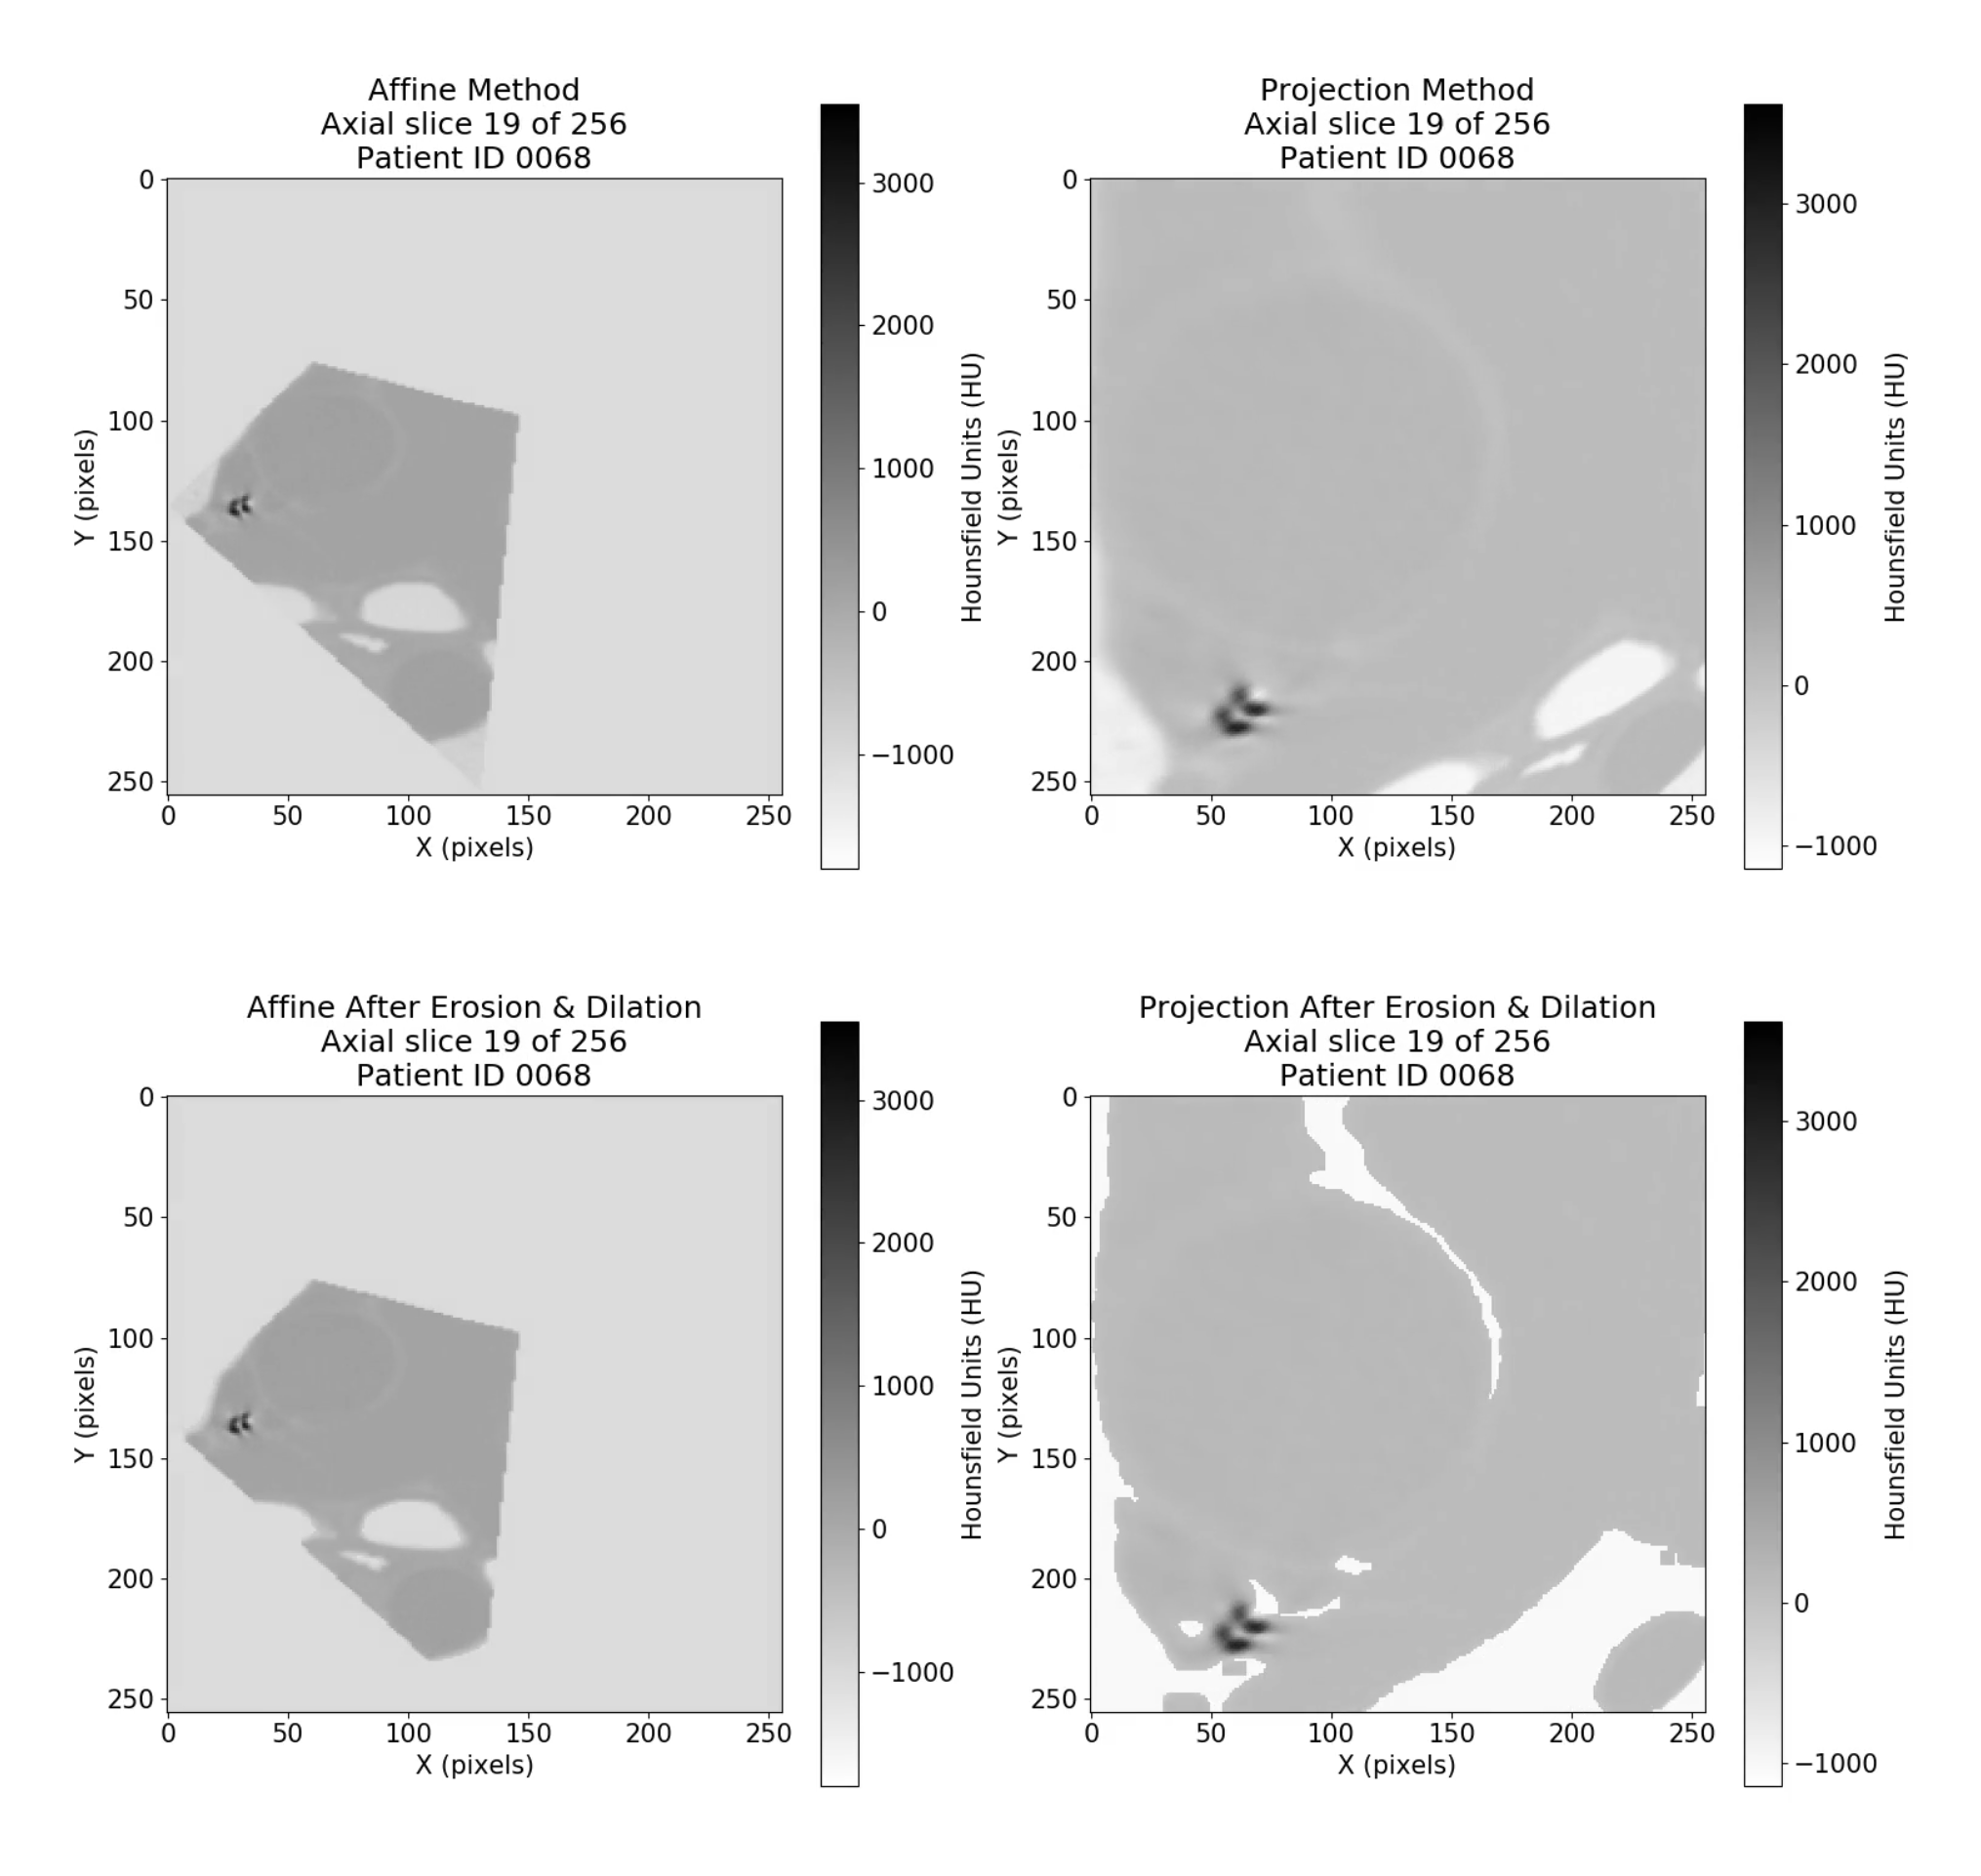 Affine Method
Axial slice 19 of 256
Patient ID 0068
0
50
100
150
200
250
Y (pixels)
0 50 100 150 200 250
X (pixels)
3000
2000
1000
0
−1000
Hounsfield Units (HU)
Projection Method
Axial slice 19 of 256
Patient ID 0068
0
50
100
150
200
250
Y (pixels)
0 50 100 150 200 250
X (pixels)
3000
2000
1000
0
−1000
Hounsfield Units (HU)
Affine After Erosion & Dilation
Axial slice 19 of 256
Patient ID 0068
0
50
100
150
200
250
Y (pixels)
0 50 100 150 200 250
X (pixels)
3000
2000
1000
0
−1000
Hounsfield Units (HU)
Projection After Erosion & Dilation
Axial slice 19 of 256
Patient ID 0068
0
50
100
150
200
250
Y (pixels)
0 50 100 150 200 250
X (pixels)
3000
2000
1000
0
−1000
Hounsfield Units (HU)